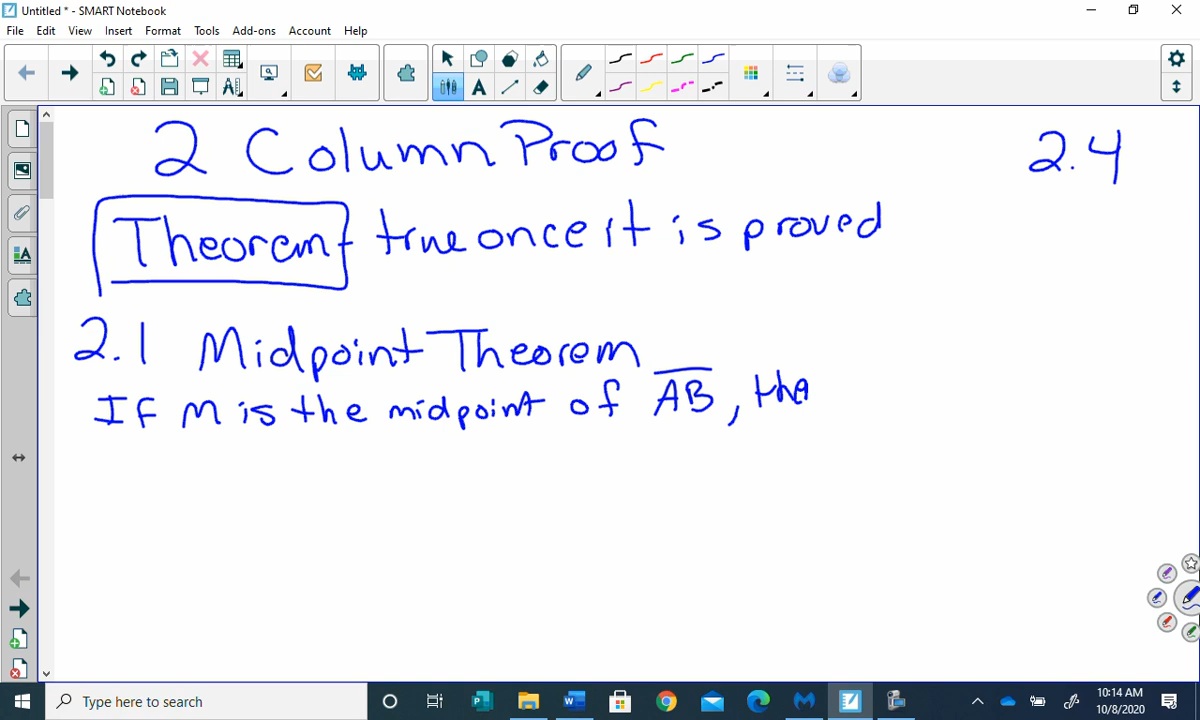 Untitled * - SMART Notebook
File Edit View Insert Format Tools Add-ons Account Help
2 Column Proof 2.4
Theorem - true once it is proved
2.1 Midpoint Theorem
If M is the midpoint of AB, the
Type here to search
10:14 AM
10/8/2020